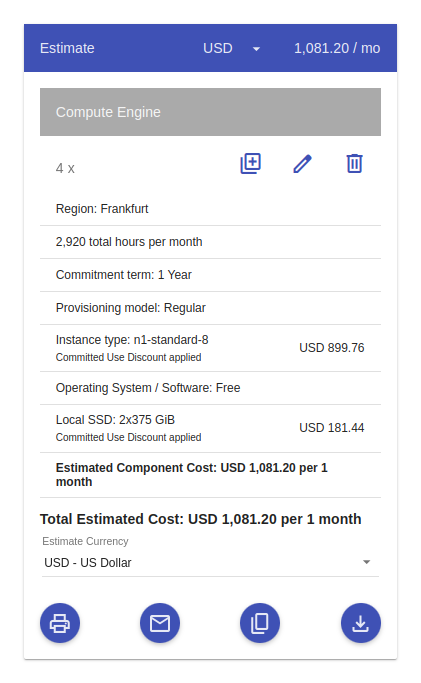 Estimate USD 1,081.20 / mo
Compute Engine
4 x
Region: Frankfurt
2,920 total hours per month
Commitment term: 1 Year
Provisioning model: Regular
Instance type: n1-standard-8
Committed Use Discount applied
USD 899.76
Operating System / Software: Free
Local SSD: 2x375 GiB
Committed Use Discount applied
USD 181.44
Estimated Component Cost: USD 1,081.20 per 1
month
Total Estimated Cost: USD 1,081.20 per 1 month
Estimate Currency
USD - US Dollar